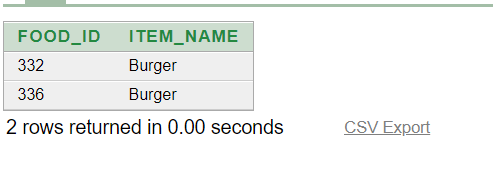 FOOD_ID ITEM_NAME
332 Burger
336 Burger
2 rows returned in 0.00 seconds CSV Export